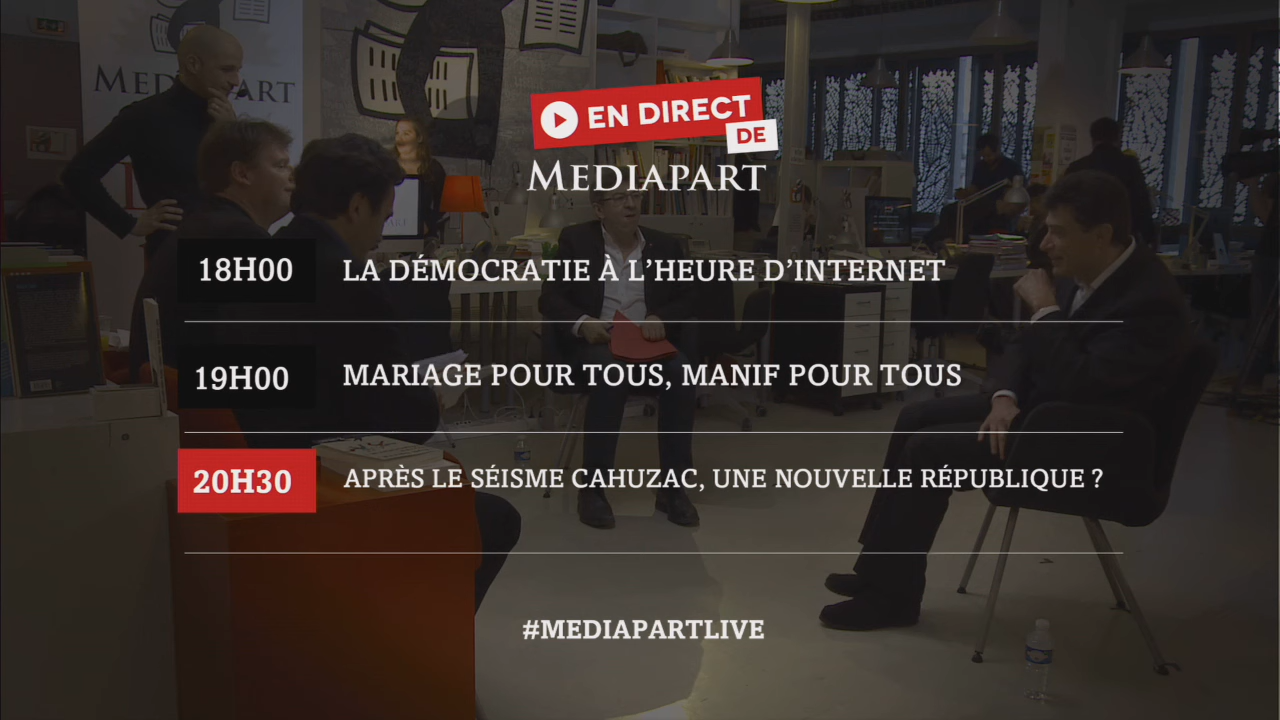 MEDIAPART
EN DIRECT
DE
MEDIAPART
18H00 LA DÉMOCRATIE À L'HEURE D'INTERNET
19H00 MARIAGE POUR TOUS, MANIF POUR TOUS
20H30 APRÈS LE SÉISME CAHUZAC, UNE NOUVELLE RÉPUBLIQUE ?
#MEDIAPARTLIVE